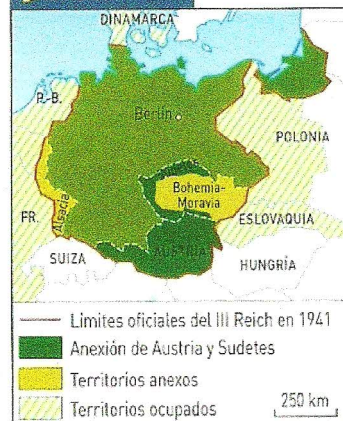 DINAMARCA
P.-B.
Berlín
POLONIA
Bohemia-
Moravia
FR.
Alsacia
ESLOVAQUIA
SUIZA
AUSTRIA
HUNGRÍA
Límites oficiales del III Reich en 1941
Anexión de Austria y Sudetes
Territorios anexos
Territorios ocupados
250 km